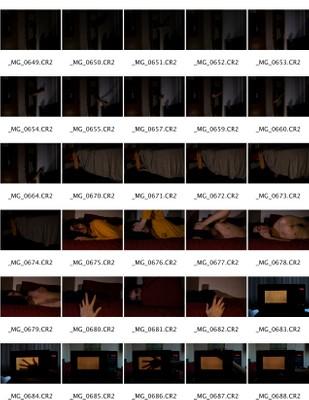 _MG_0649.CR2 _MG_0650.CR2 _MG_0651.CR2 _MG_0652.CR2 _MG_0653.CR2
_MG_0654.CR2 _MG_0655.CR2 _MG_0657.CR2 _MG_0659.CR2 _MG_0660.CR2
_MG_0664.CR2 _MG_0670.CR2 _MG_0671.CR2 _MG_0672.CR2 _MG_0673.CR2
_MG_0674.CR2 _MG_0675.CR2 _MG_0676.CR2 _MG_0677.CR2 _MG_0678.CR2
_MG_0679.CR2 _MG_0680.CR2 _MG_0681.CR2 _MG_0682.CR2 _MG_0683.CR2
_MG_0684.CR2 _MG_0685.CR2 _MG_0686.CR2 _MG_0687.CR2 _MG_0688.CR2